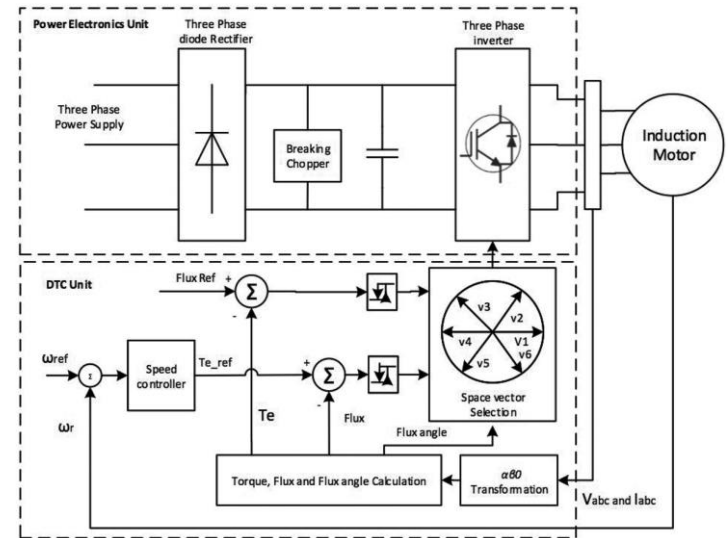 Power Electronics Unit
Three Phase
diode Rectifier
Three Phase
inverter
Three Phase
Power Supply
Breaking
Chopper
Induction
Motor
DTC Unit
Flux Ref
+
Σ
-
v3
v2
v4
V1
v6
v5
Space vector
Selection
ωref
Speed
controller
Te_ref
+
Σ
-
ωr
Te
Flux
Flux angle
Torque, Flux and Flux angle Calculation
αβ0
Transformation
Vabc and Iabc